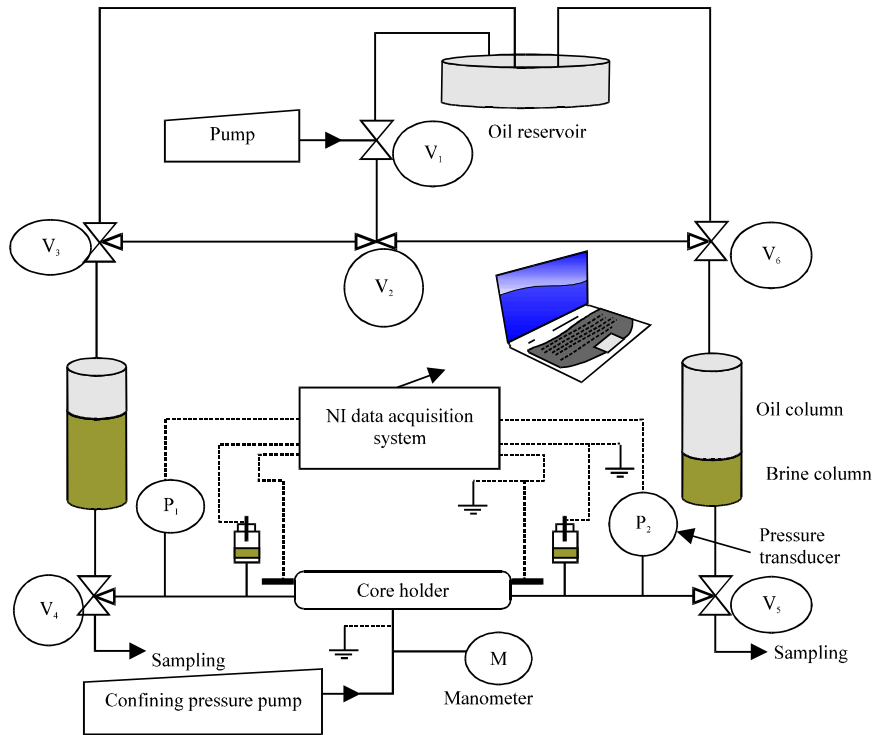 Pump
Oil reservoir
V₁
V₃
V₂
V₆
NI data acquisition
system
Oil column
Brine column
P₁
P₂
Pressure
transducer
Core holder
V₄
V₅
Sampling
Sampling
M
Manometer
Confining pressure pump